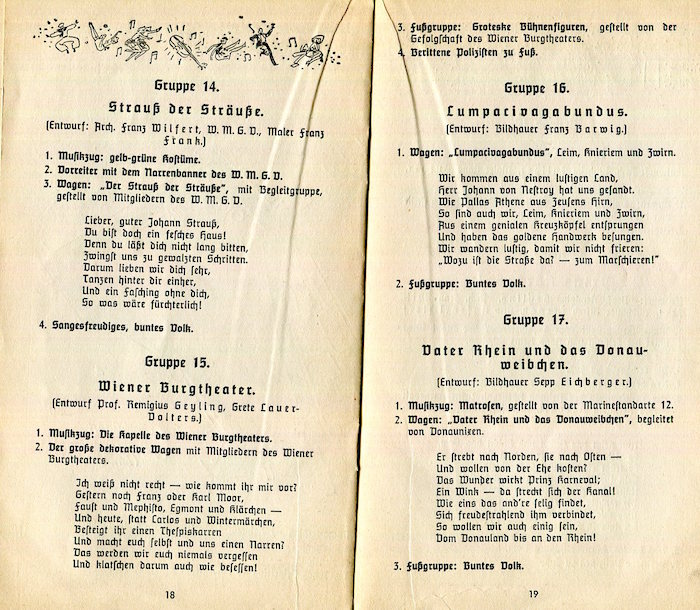 Gruppe 14.
Strauß der Sträuße.
(Entwurf: Arch. Franz Wilfert, W. M. G. V., Maler Franz
Frank.)
1. Musikzug: gelb-grüne Kostüme.
2. Vorreiter mit dem Narrenbanner des W. M. G. V.
3. Wagen: „Der Strauß der Sträuße“, mit Begleitgruppe,
gestellt von Mitgliedern des W. M. G. V.
Lieber, guter Johann Strauß,
Du bist doch ein fesches Haus!
Denn du läßt dich nicht lang bitten,
Zwingst uns zu gewalzten Schritten.
Darum lieben wir dich sehr,
Tanzen hinter dir einher,
Und ein Fasching ohne dich,
So was wäre fürchterlich!
4. Sangesfreudiges, buntes Volk.
Gruppe 15.
Wiener Burgtheater.
(Entwurf Prof. Remigius Geyling, Grete Lauer-
Volters.)
1. Musikzug: Die Kapelle des Wiener Burgtheaters.
2. Der große dekorative Wagen mit Mitgliedern des Wiener
Burgtheaters.
Ich weiß nicht recht — wie kommt ihr mir vor?
Gestern noch Franz oder Karl Moor,
Faust und Mephisto, Egmont und Klärchen —
Und heute, statt Carlos und Wintermärchen,
Besteigt ihr einen Thespiskarren
Und macht euch selbst und uns einen Narren?
Das werden wir euch niemals vergessen
Und klatschen darum auch wie besessen!
18
3. Fußgruppe: Groteske Bühnenfiguren, gestellt von der
Gefolgschaft des Wiener Burgtheaters.
4. Berittene Polizisten zu Fuß.
Gruppe 16.
Lumpacivagabundus.
(Entwurf: Bildhauer Franz Barwig.)
1. Wagen: „Lumpacivagabundus“, Leim, Knieriem und Zwirn.
Wir kommen aus einem lustigen Land,
Herr Johann von Nestroy hat uns gesandt.
Wie Pallas Athene aus Zeusens Hirn,
So sind auch wir, Leim, Knieriem und Zwirn,
Aus einem genialen Kreuzköpfel entsprungen
Und haben das goldene Handwerk besungen.
Wir wandern lustig, damit wir nicht frieren:
„Wozu ist die Straße da? — zum Marschieren!“
2. Fußgruppe: Buntes Volk.
Gruppe 17.
Vater Rhein und das Donau-
weibchen.
(Entwurf: Bildhauer Sepp Eichberger.)
1. Musikzug: Matrosen, gestellt von der Marinestandarte 12.
2. Wagen: „Vater Rhein und das Donauweibchen“, begleitet
von Donaunixen.
Er strebt nach Norden, sie nach Osten —
Und wollen von der Ehe kosten?
Das Wunder wirkt Prinz Karneval;
Ein Wink — da streckt sich der Kanal!
Wie eins das and're selig findet,
Sich freudestrahlend ihm verbindet,
So wollen wir auch einig sein,
Vom Donauland bis an den Rhein!
3. Fußgruppe: Buntes Volk.
19